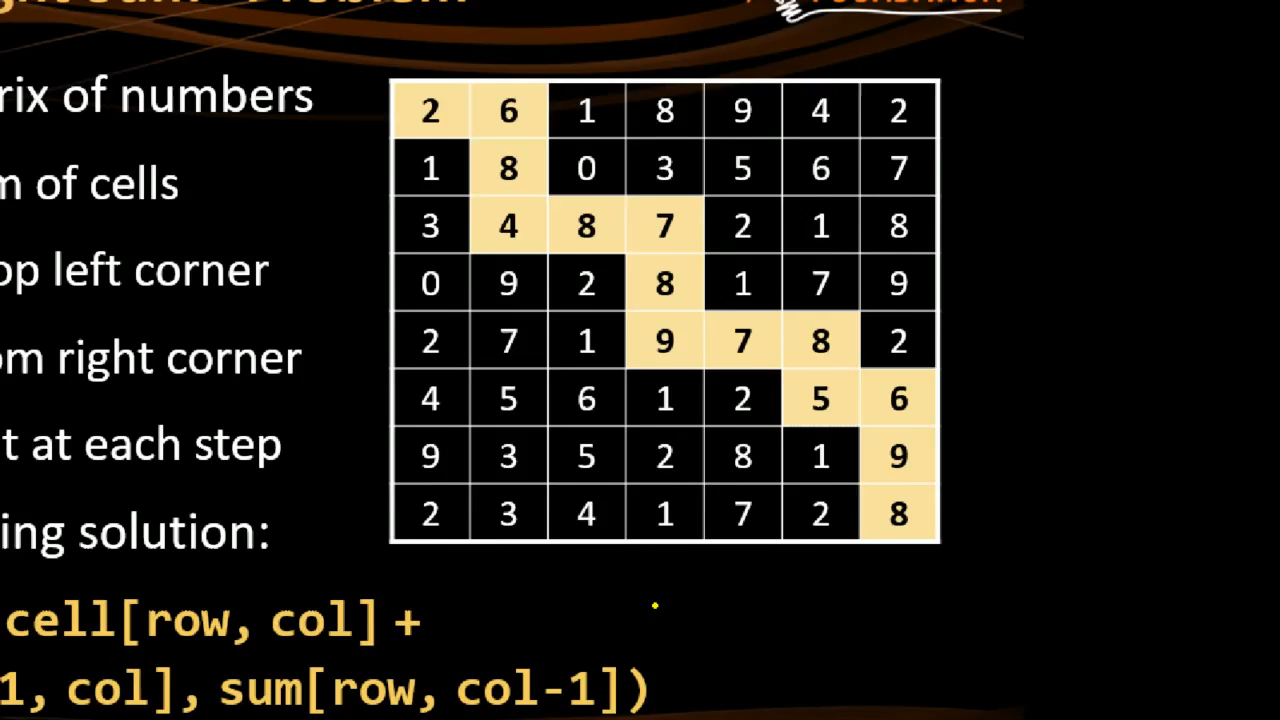 rix of numbers
m of cells
op left corner
om right corner
t at each step
ing solution:
cell[row, col] +
1, col], sum[row, col-1])
2 6 1 8 9 4 2
1 8 0 3 5 6 7
3 4 8 7 2 1 8
0 9 2 8 1 7 9
2 7 1 9 7 8 2
4 5 6 1 2 5 6
9 3 5 2 8 1 9
2 3 4 1 7 2 8